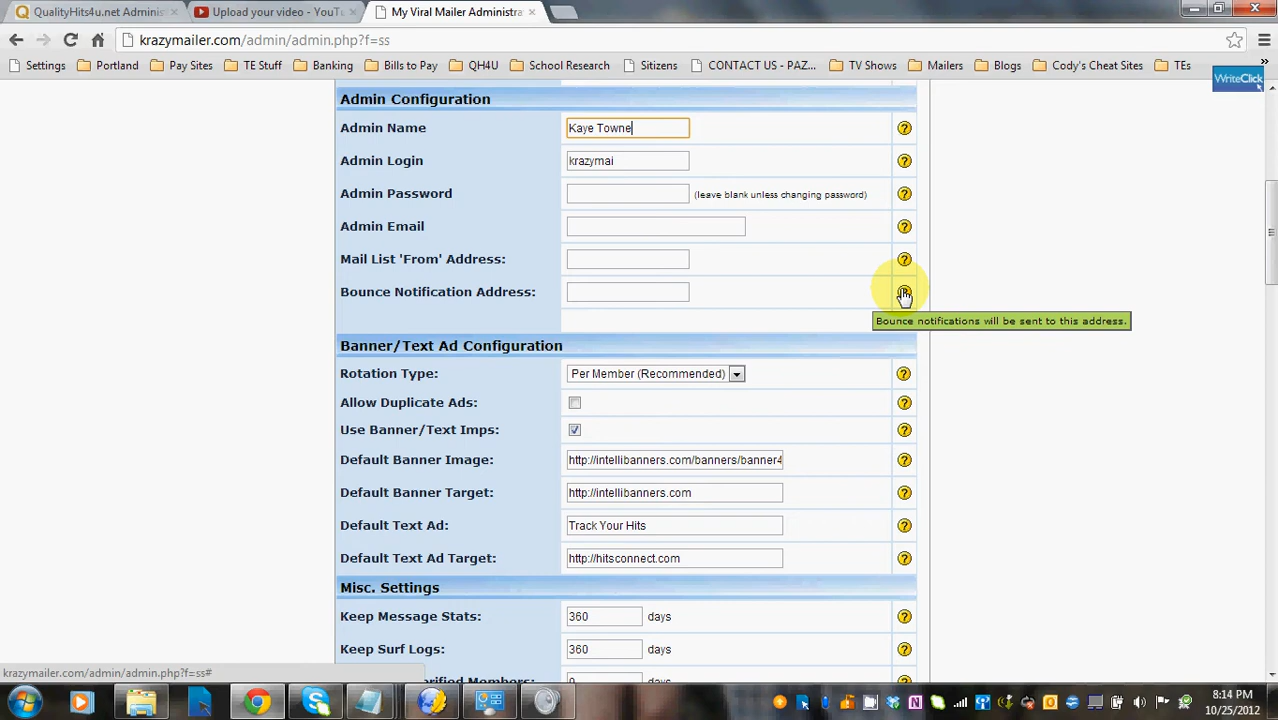 QualityHits4u.net Adminis
Upload your video - YouTu
My Viral Mailer Administrat
krazymailer.com/admin/admin.php?f=ss
Settings
Portland
Pay Sites
TE Stuff
Banking
Bills to Pay
QH4U
School Research
Sitizens
CONTACT US - PAZ...
TV Shows
Mailers
Blogs
Cody's Cheat Sites
TEs
WriteClick
Admin Configuration
Admin Name
Kaye Towne
Admin Login
krazymai
Admin Password
(leave blank unless changing password)
Admin Email
Mail List 'From' Address:
Bounce Notification Address:
Bounce notifications will be sent to this address.
Banner/Text Ad Configuration
Rotation Type:
Per Member (Recommended)
Allow Duplicate Ads:
Use Banner/Text Imps:
Default Banner Image:
http://intellibanners.com/banners/banner4
Default Banner Target:
http://intellibanners.com
Default Text Ad:
Track Your Hits
Default Text Ad Target:
http://hitsconnect.com
Misc. Settings
Keep Message Stats:
360 days
Keep Surf Logs:
360 days
krazymailer.com/admin/admin.php?f=ss#
8:14 PM
10/25/2012